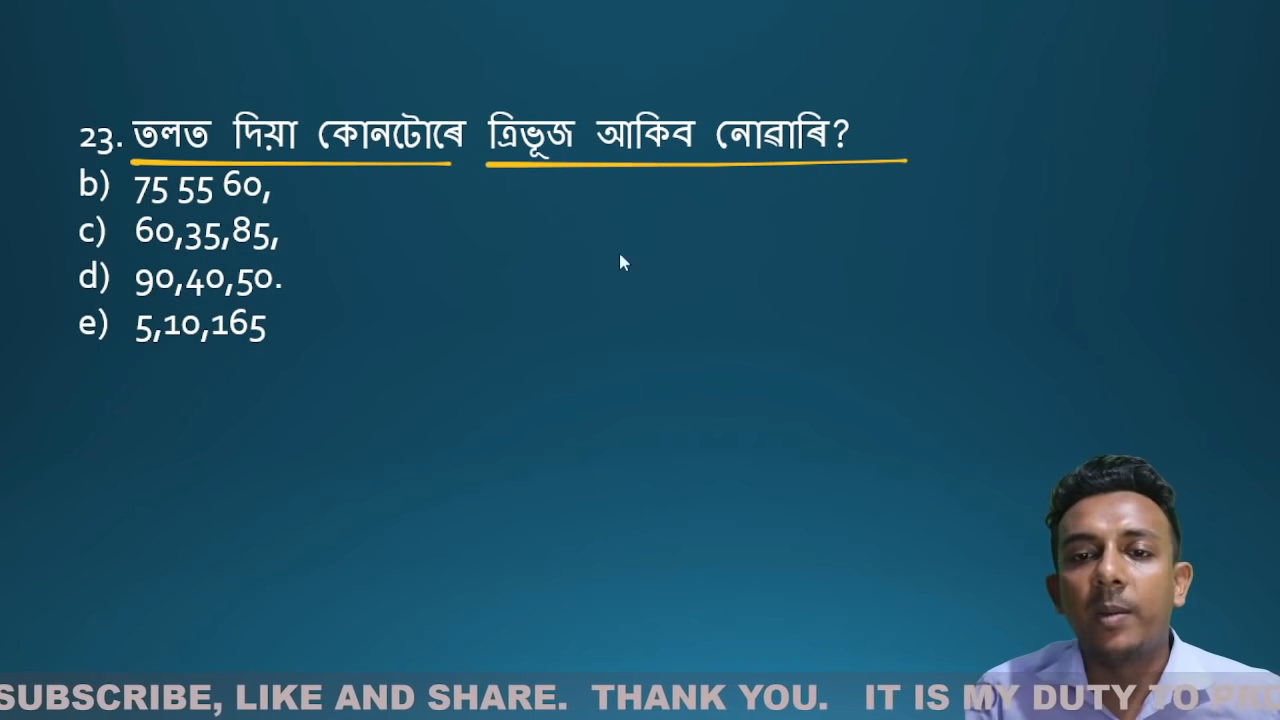 23. তলত দিয়া কোনটোৰে ত্ৰিভূজ আকিব নোৱাৰি?
b) 75 55 60,
c) 60,35,85,
d) 90,40,50.
e) 5,10,165
SUBSCRIBE, LIKE AND SHARE. THANK YOU. IT IS MY DUTY TO